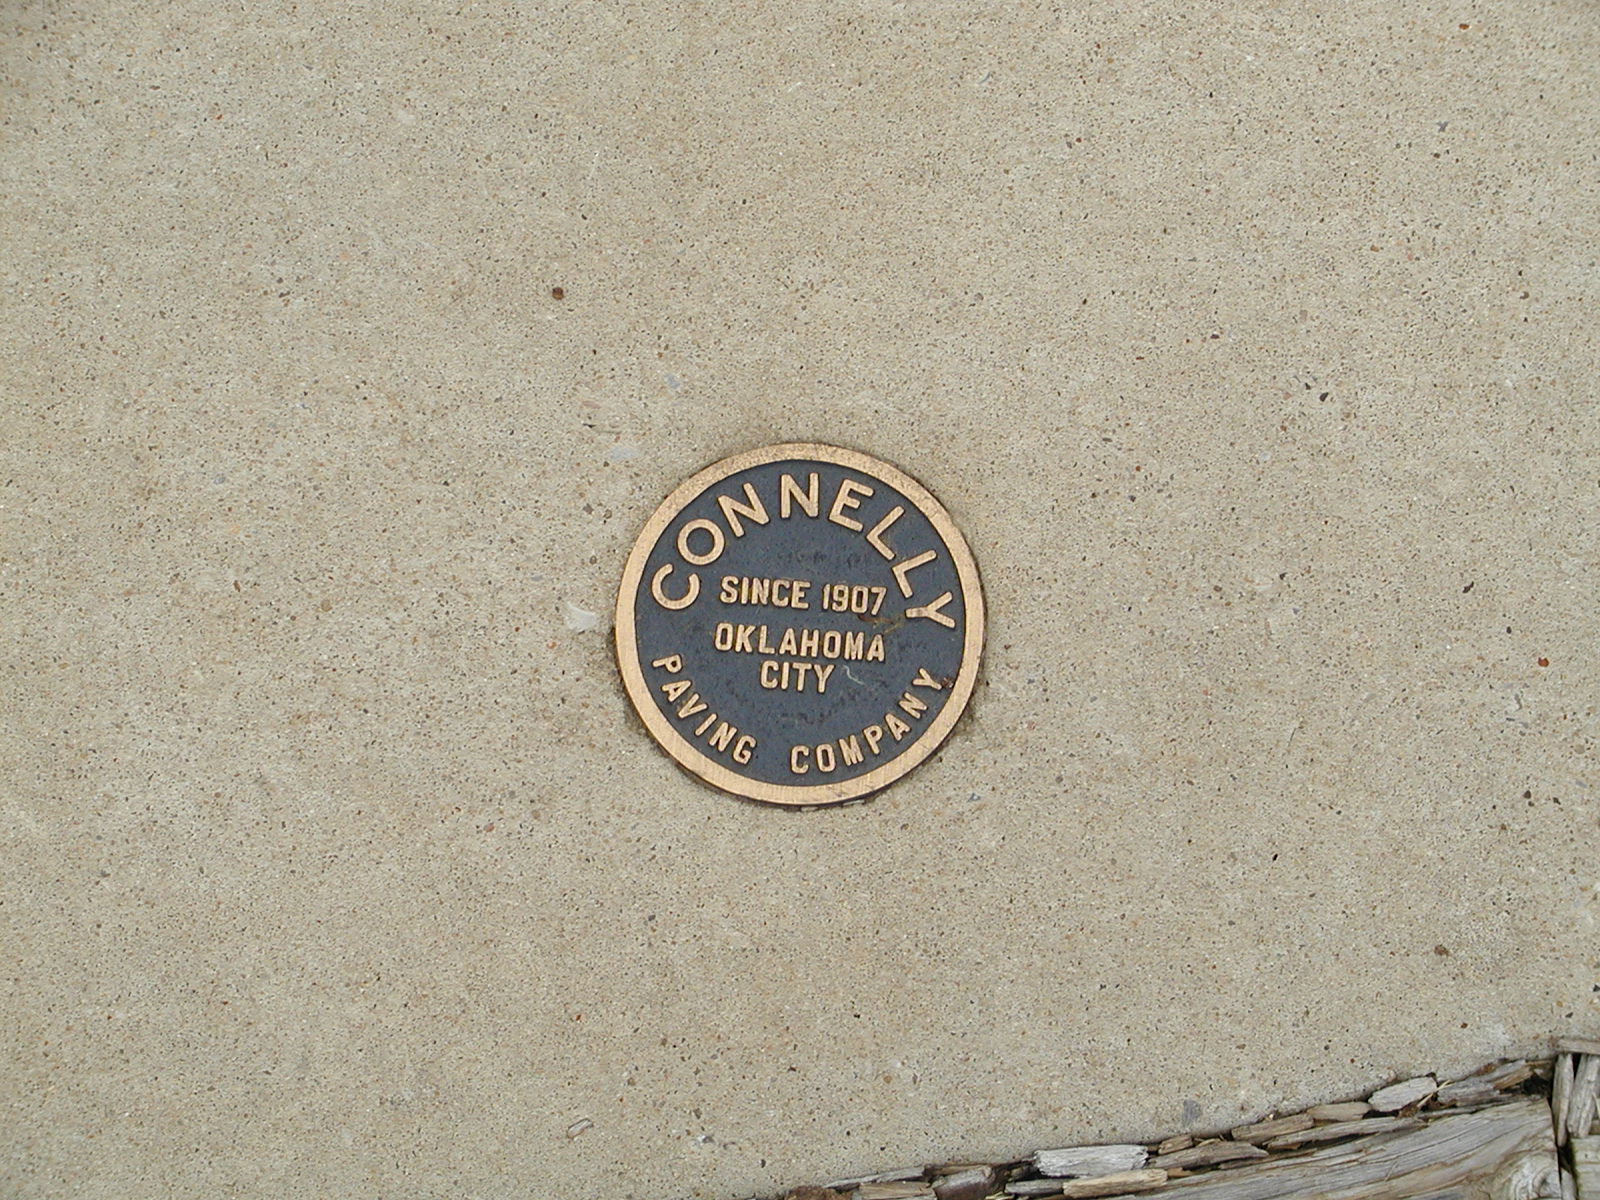 CONNELLY
SINCE 1907
OKLAHOMA
CITY
PAVING COMPANY